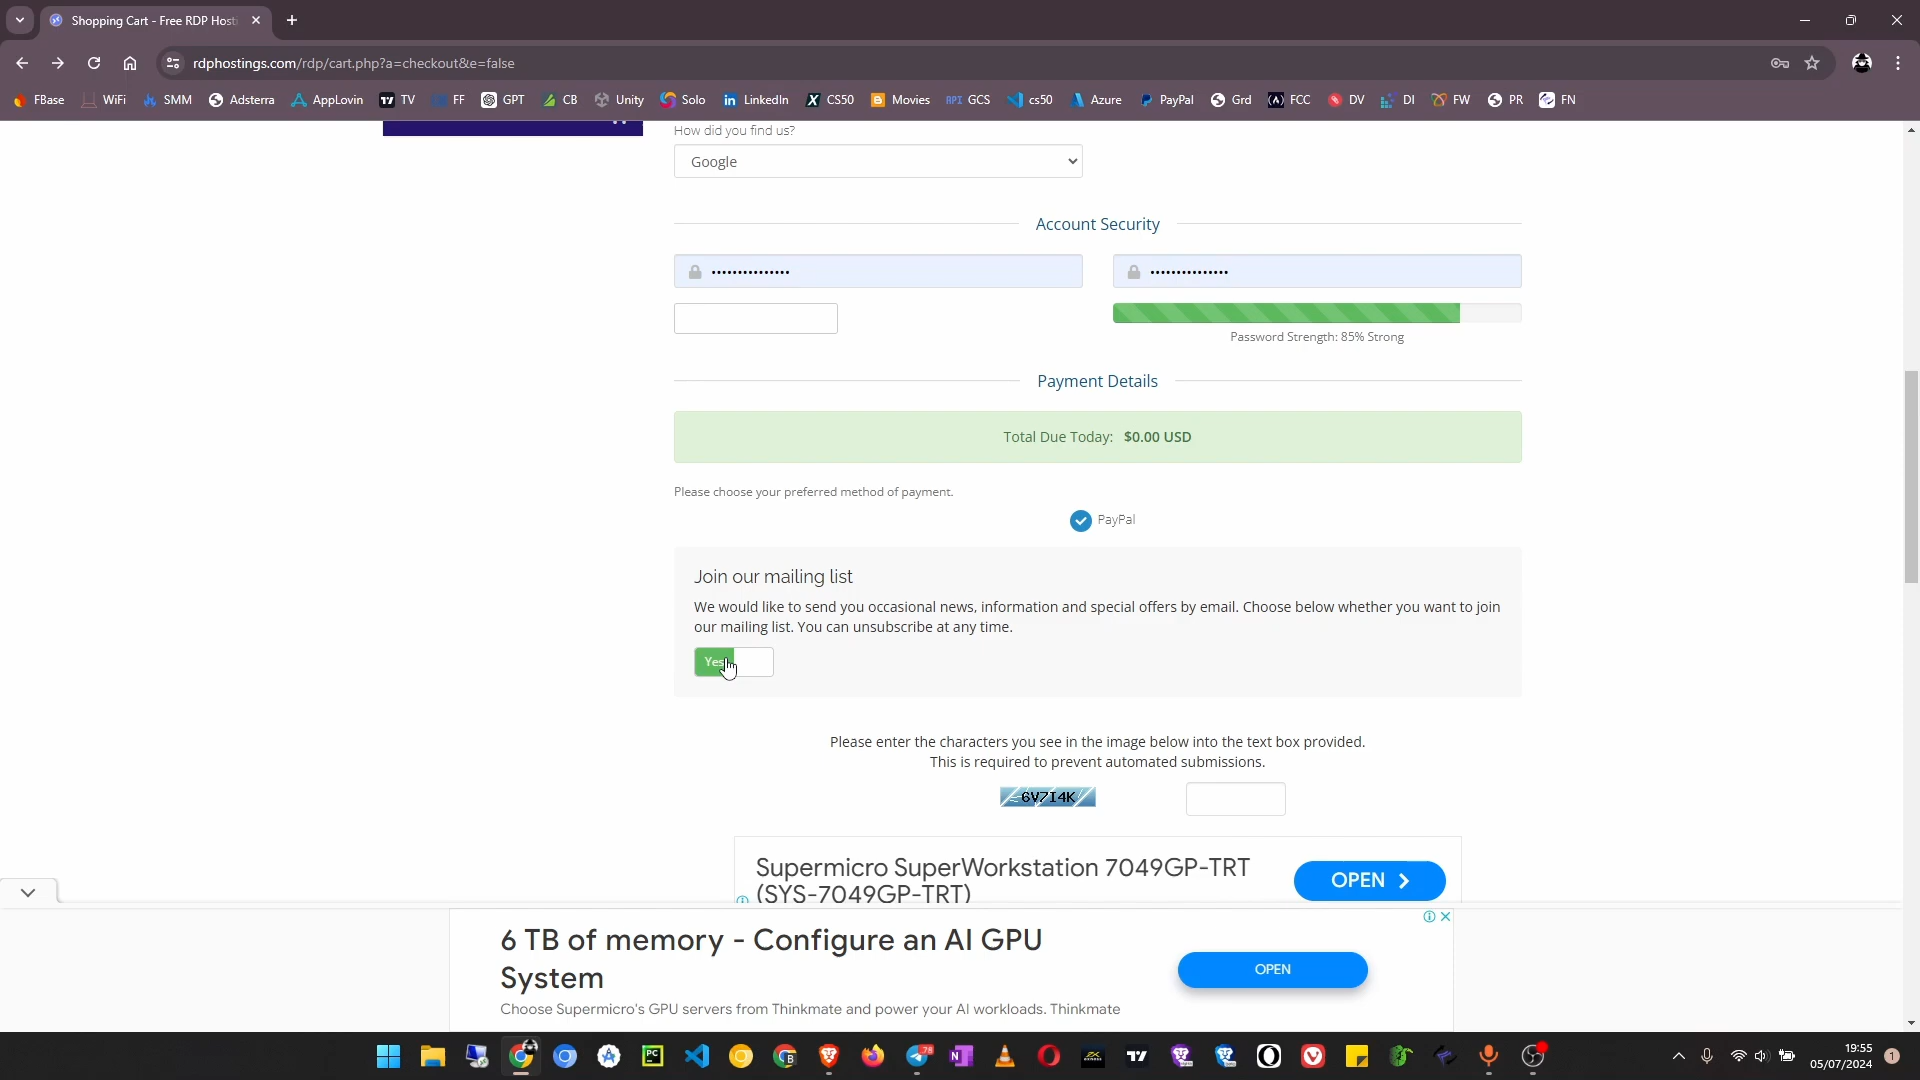 Shopping Cart - Free RDP Hosti
rdphostings.com/rdp/cart.php?a=checkout&e=false
FBase WiFi SMM Adsterra AppLovin TV FF GPT CB Unity Solo LinkedIn CS50 Movies API GCS cs50 Azure PayPal Grd FCC DV DI FW PR FN
How did you find us?
Google
Account Security
Password Strength: 85% Strong
Payment Details
Total Due Today: $0.00 USD
Please choose your preferred method of payment.
PayPal
Join our mailing list
We would like to send you occasional news, information and special offers by email. Choose below whether you want to join
our mailing list. You can unsubscribe at any time.
Yes
Please enter the characters you see in the image below into the text box provided.
This is required to prevent automated submissions.
6V7I4K
Supermicro SuperWorkstation 7049GP-TRT
(SYS-7049GP-TRT)
OPEN
6 TB of memory - Configure an AI GPU
System
OPEN
Choose Supermicro's GPU servers from Thinkmate and power your AI workloads. Thinkmate
19:55
05/07/2024
1